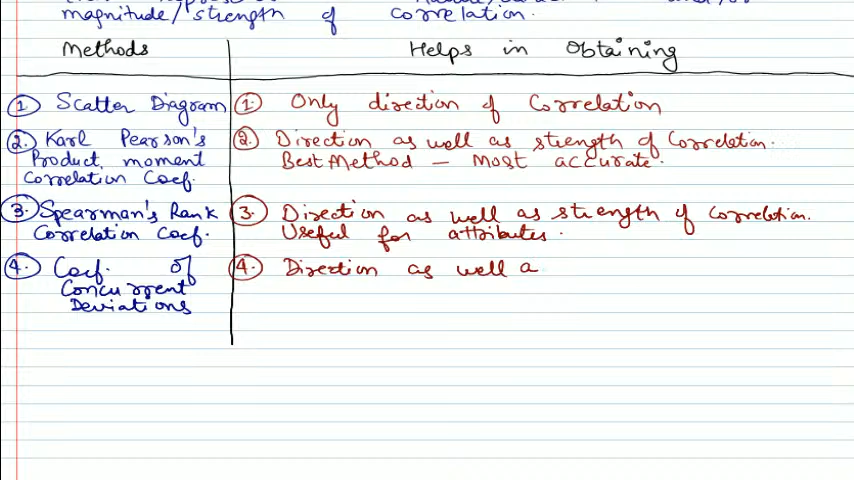 magnitude/strength of correlation.
Methods Helps in Obtaining
1. Scatter Diagram 1. Only direction of Correlation
2. Karl Pearson's 2. Direction as well as strength of Correlation.
Product moment Best Method — Most accurate.
Correlation Coef.
3. Spearman's Rank 3. Direction as well as strength of correlation.
Correlation Coef. Useful for attributes.
4. Coef. of 4. Direction as well a
Concurrent
Deviations